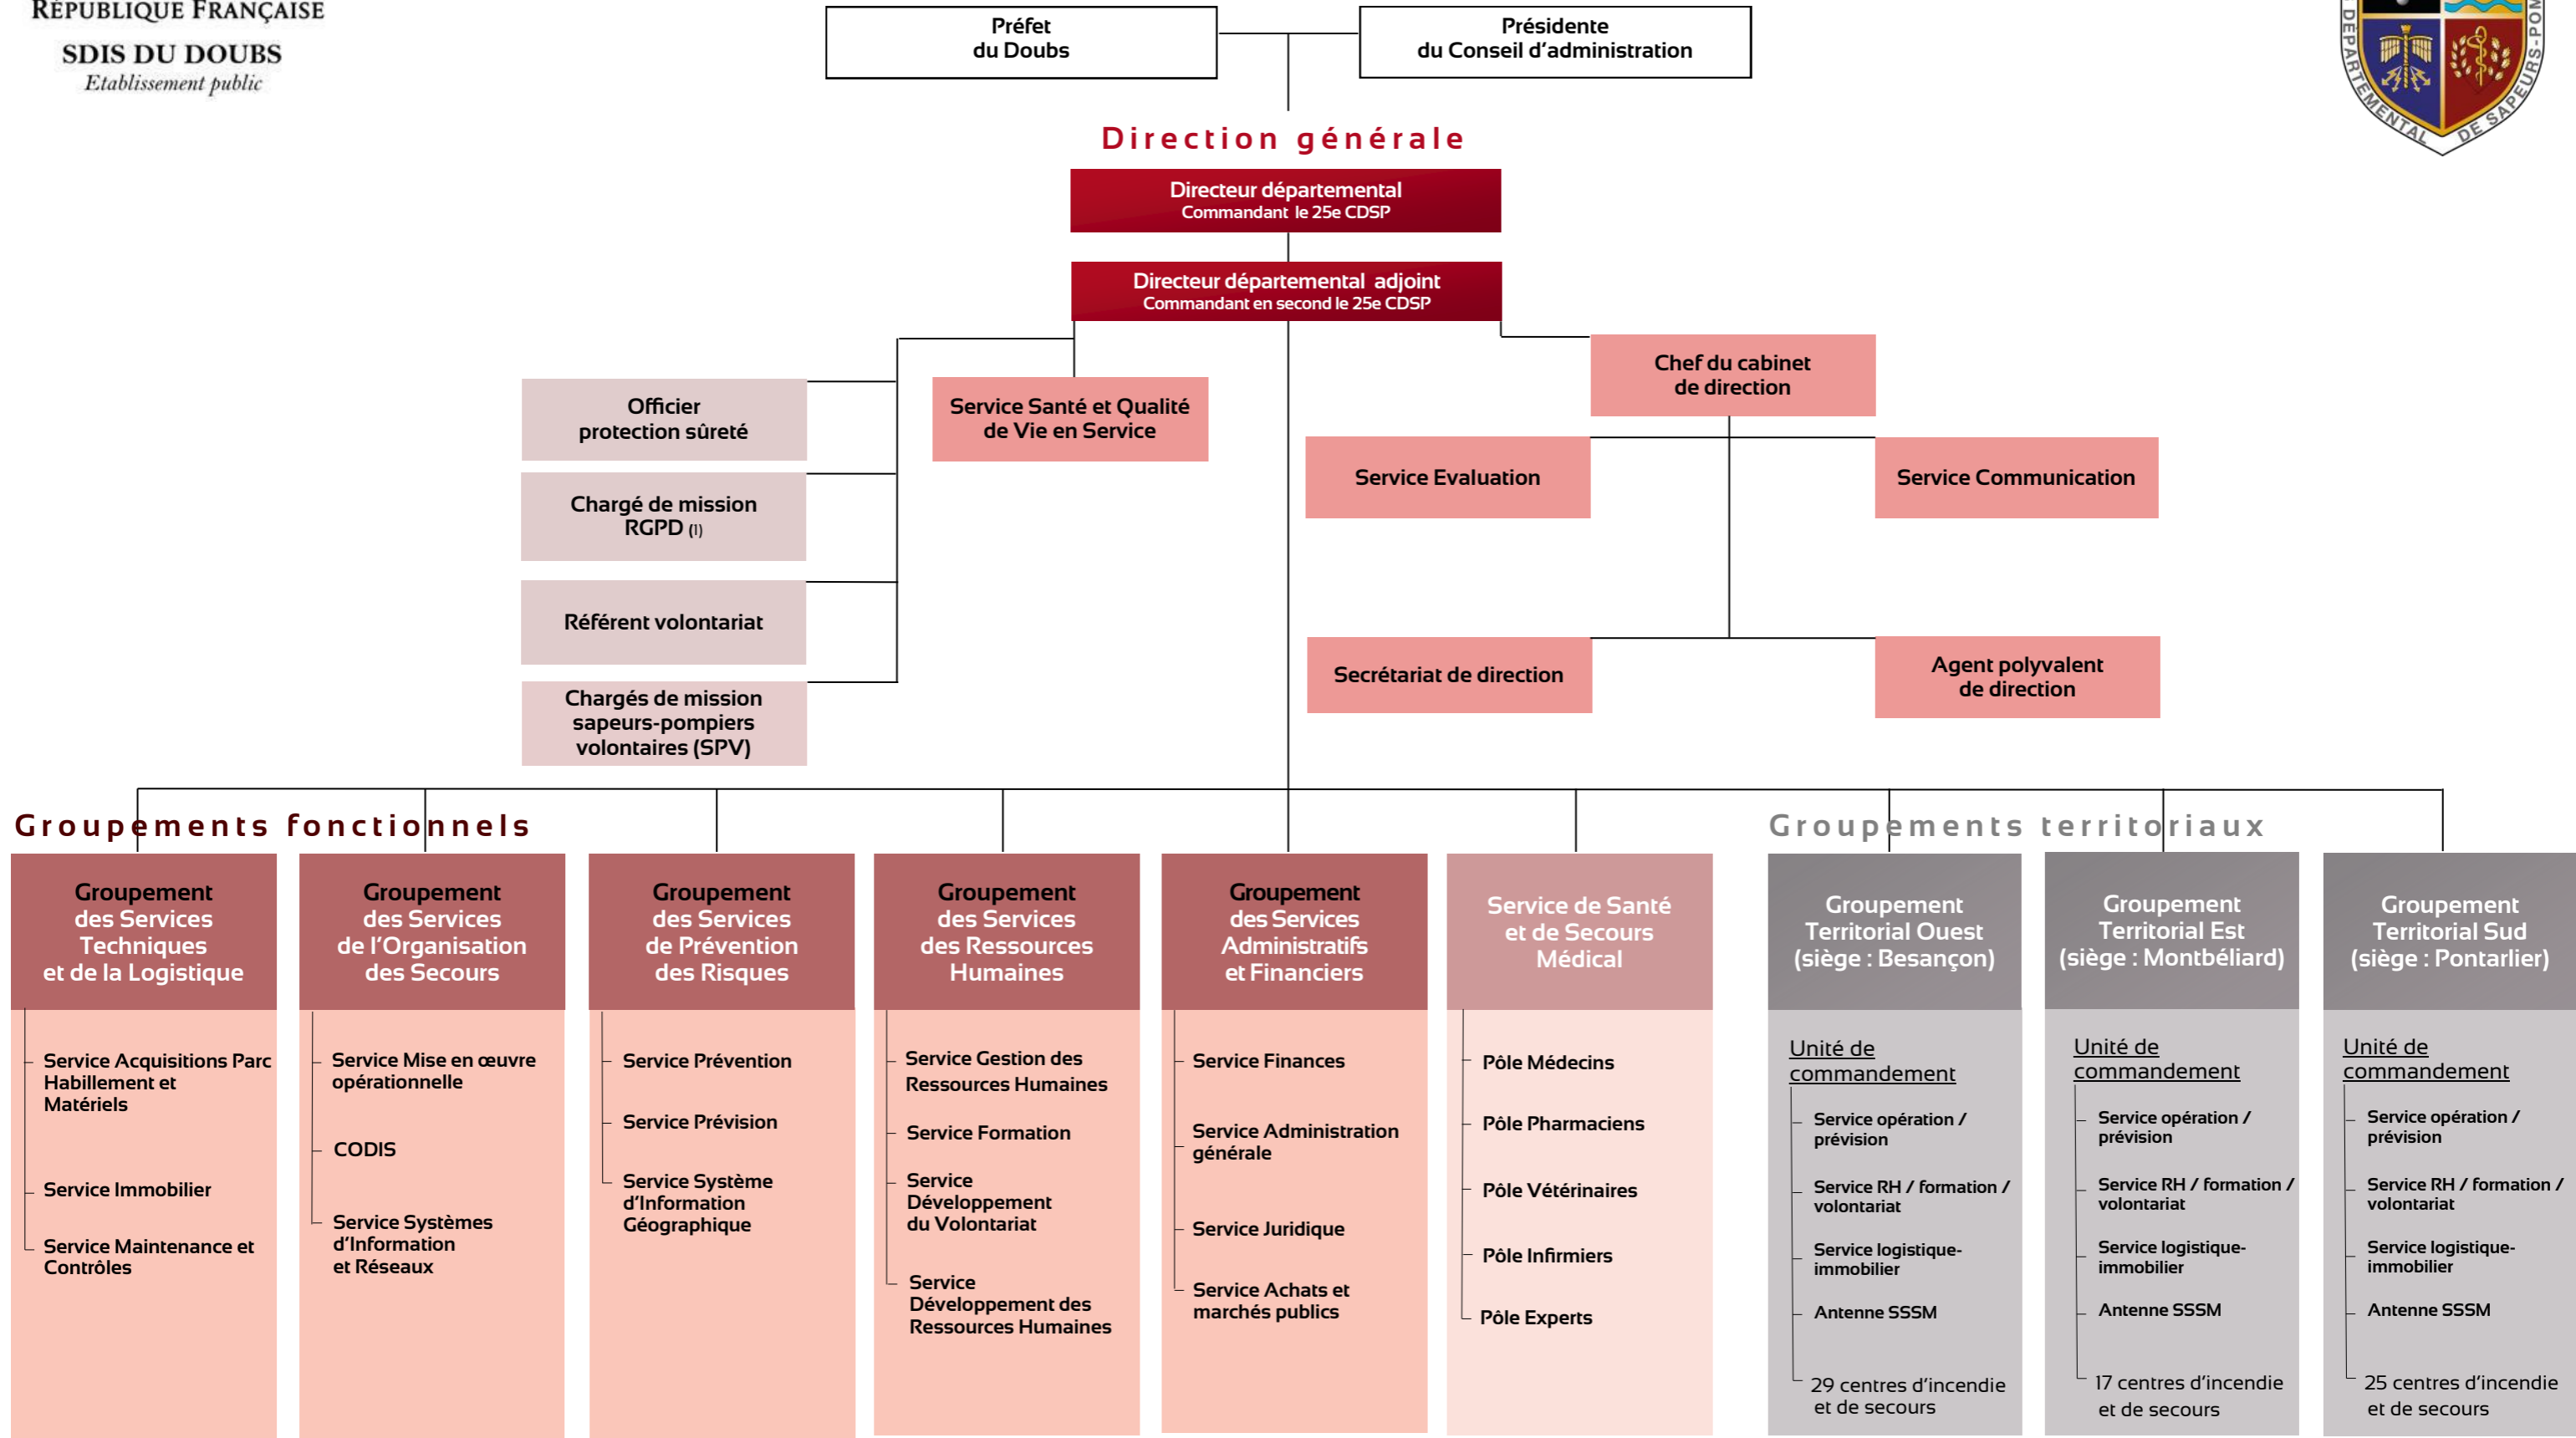 RÉPUBLIQUE FRANÇAISE
SDIS DU DOUBS
Etablissement public
Préfet
du Doubs
Présidente
du Conseil d'administration
DÉPARTEMENTAL DE SAPEURS-POM
Direction générale
Directeur départemental
Commandant le 25e CDSP
Directeur départemental adjoint
Commandant en second le 25e CDSP
Officier
protection sûreté
Chargé de mission
RGPD (1)
Référent volontariat
Chargés de mission
sapeurs-pompiers
volontaires (SPV)
Service Santé et Qualité
de Vie en Service
Chef du cabinet
de direction
Service Evaluation
Service Communication
Secrétariat de direction
Agent polyvalent
de direction
Groupements fonctionnels
Groupements territoriaux
Groupement
des Services
Techniques
et de la Logistique
Service Acquisitions Parc
Habillement et
Matériels
Service Immobilier
Service Maintenance et
Contrôles
Groupement
des Services
de l'Organisation
des Secours
Service Mise en œuvre
opérationnelle
CODIS
Service Systèmes
d'Information
et Réseaux
Groupement
des Services
de Prévention
des Risques
Service Prévention
Service Prévision
Service Système
d'Information
Géographique
Groupement
des Services
des Ressources
Humaines
Service Gestion des
Ressources Humaines
Service Formation
Service
Développement
du Volontariat
Service
Développement des
Ressources Humaines
Groupement
des Services
Administratifs
et Financiers
Service Finances
Service Administration
générale
Service Juridique
Service Achats et
marchés publics
Service de Santé
et de Secours
Médical
Pôle Médecins
Pôle Pharmaciens
Pôle Vétérinaires
Pôle Infirmiers
Pôle Experts
Groupement
Territorial Ouest
(siège : Besançon)
Unité de
commandement
Service opération /
prévision
Service RH / formation /
volontariat
Service logistique-
immobilier
Antenne SSSM
29 centres d'incendie
et de secours
Groupement
Territorial Est
(siège : Montbéliard)
Unité de
commandement
Service opération /
prévision
Service RH / formation /
volontariat
Service logistique-
immobilier
Antenne SSSM
17 centres d'incendie
et de secours
Groupement
Territorial Sud
(siège : Pontarlier)
Unité de
commandement
Service opération /
prévision
Service RH / formation /
volontariat
Service logistique-
immobilier
Antenne SSSM
25 centres d'incendie
et de secours